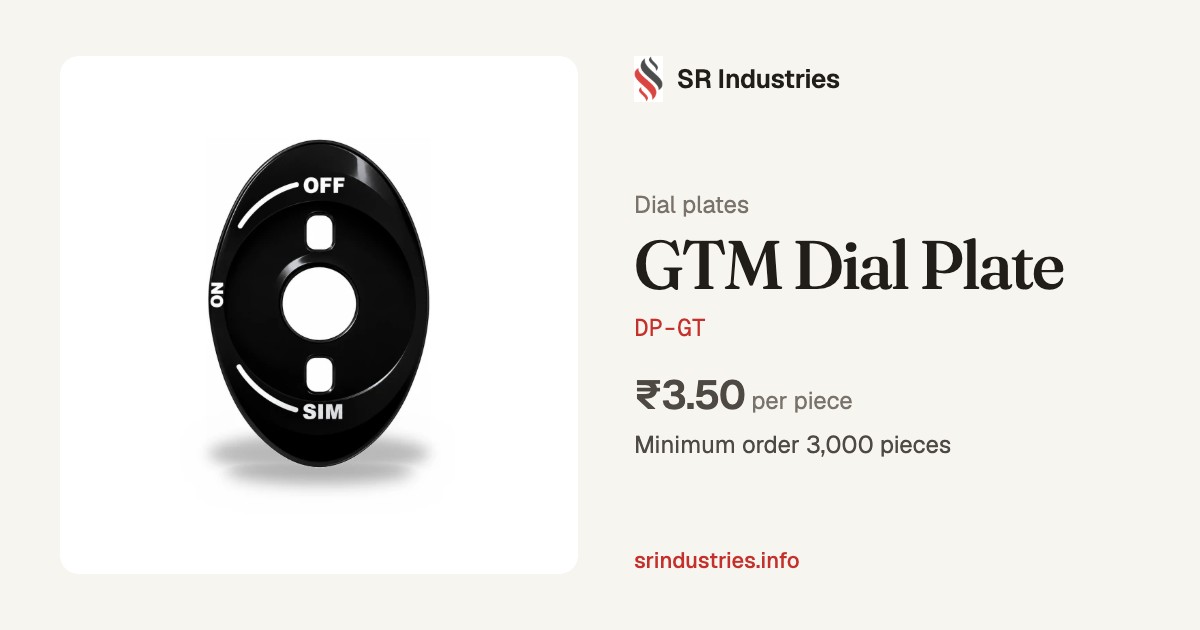 OFF
ON
SIM
SR Industries
Dial plates
GTM Dial Plate
DP-GT
₹3.50 per piece
Minimum order 3,000 pieces
srindustries.info